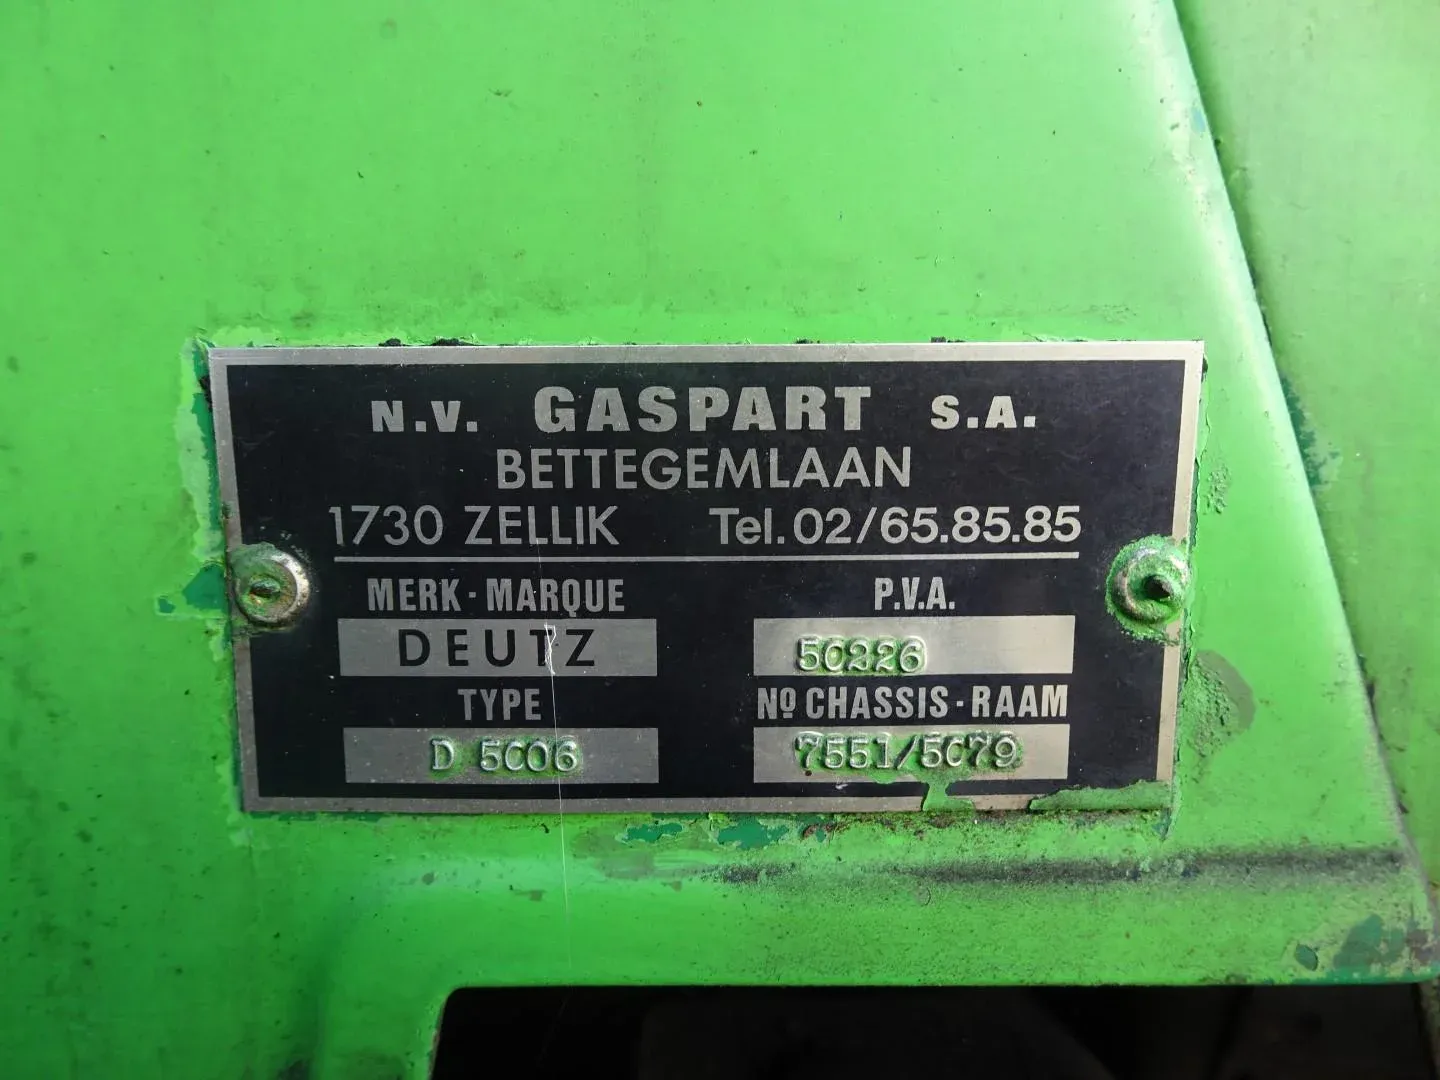 N.V. GASPART S.A.
BETTEGEMLAAN
1730 ZELLIK Tel. 02/65.85.85
MERK-MARQUE P.V.A.
DEUTZ 50226
TYPE Nº CHASSIS-RAAM
D 5006 7551/5079